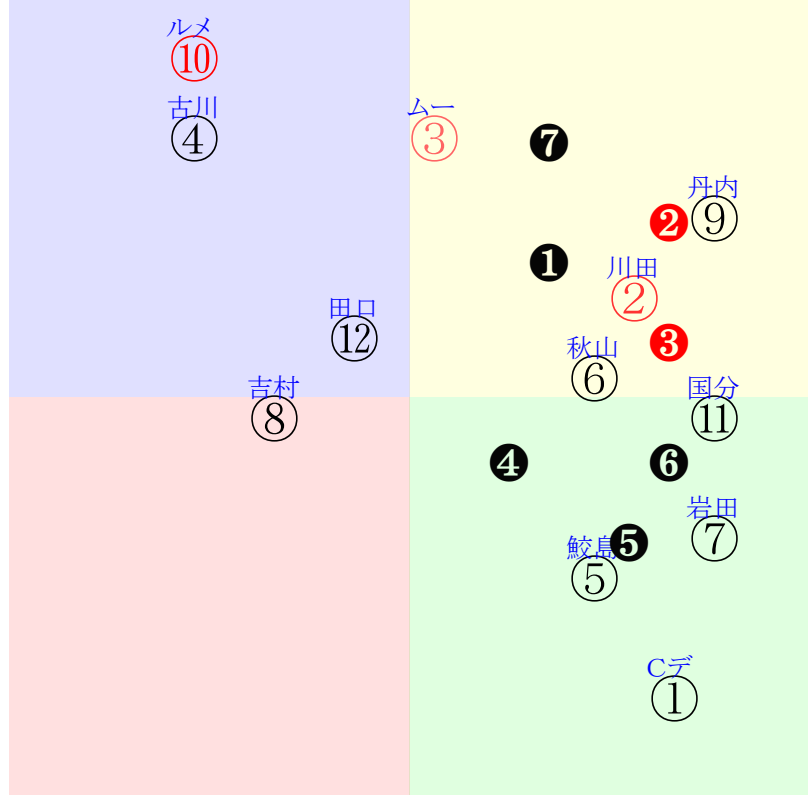 ルメ
⑩
古川
④
ムー
③
❼
丹内
⑨
❷
❶
川田
②
田口
⑫
❸
秋山
⑥
吉村
⑧
国分
⑪
❹
❻
岩田
⑦
鮫島
❺
⑤
Cデ
①